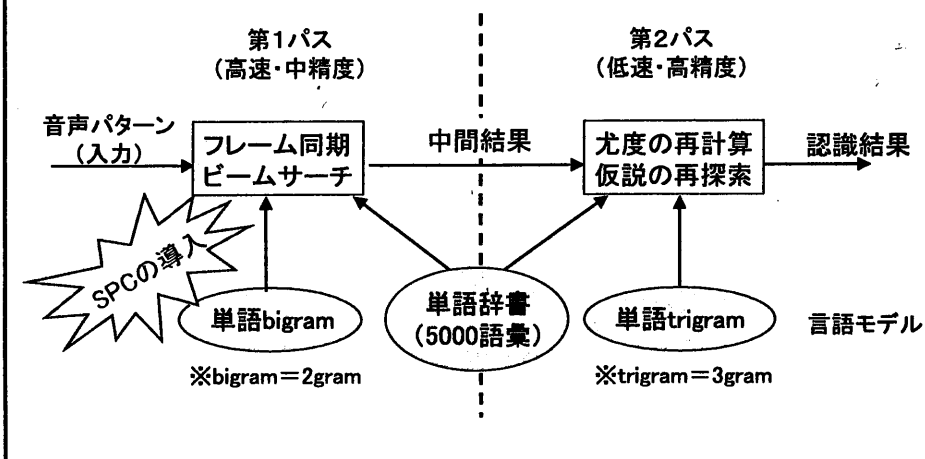 第1パス
(高速・中精度)
第2パス
(低速・高精度)
音声パターン
(入力)
フレーム同期
ビームサーチ
中間結果
尤度の再計算
仮説の再探索
認識結果
SPCの導入
単語bigram
※bigram=2gram
単語辞書
(5000語彙)
単語trigram
※trigram=3gram
言語モデル